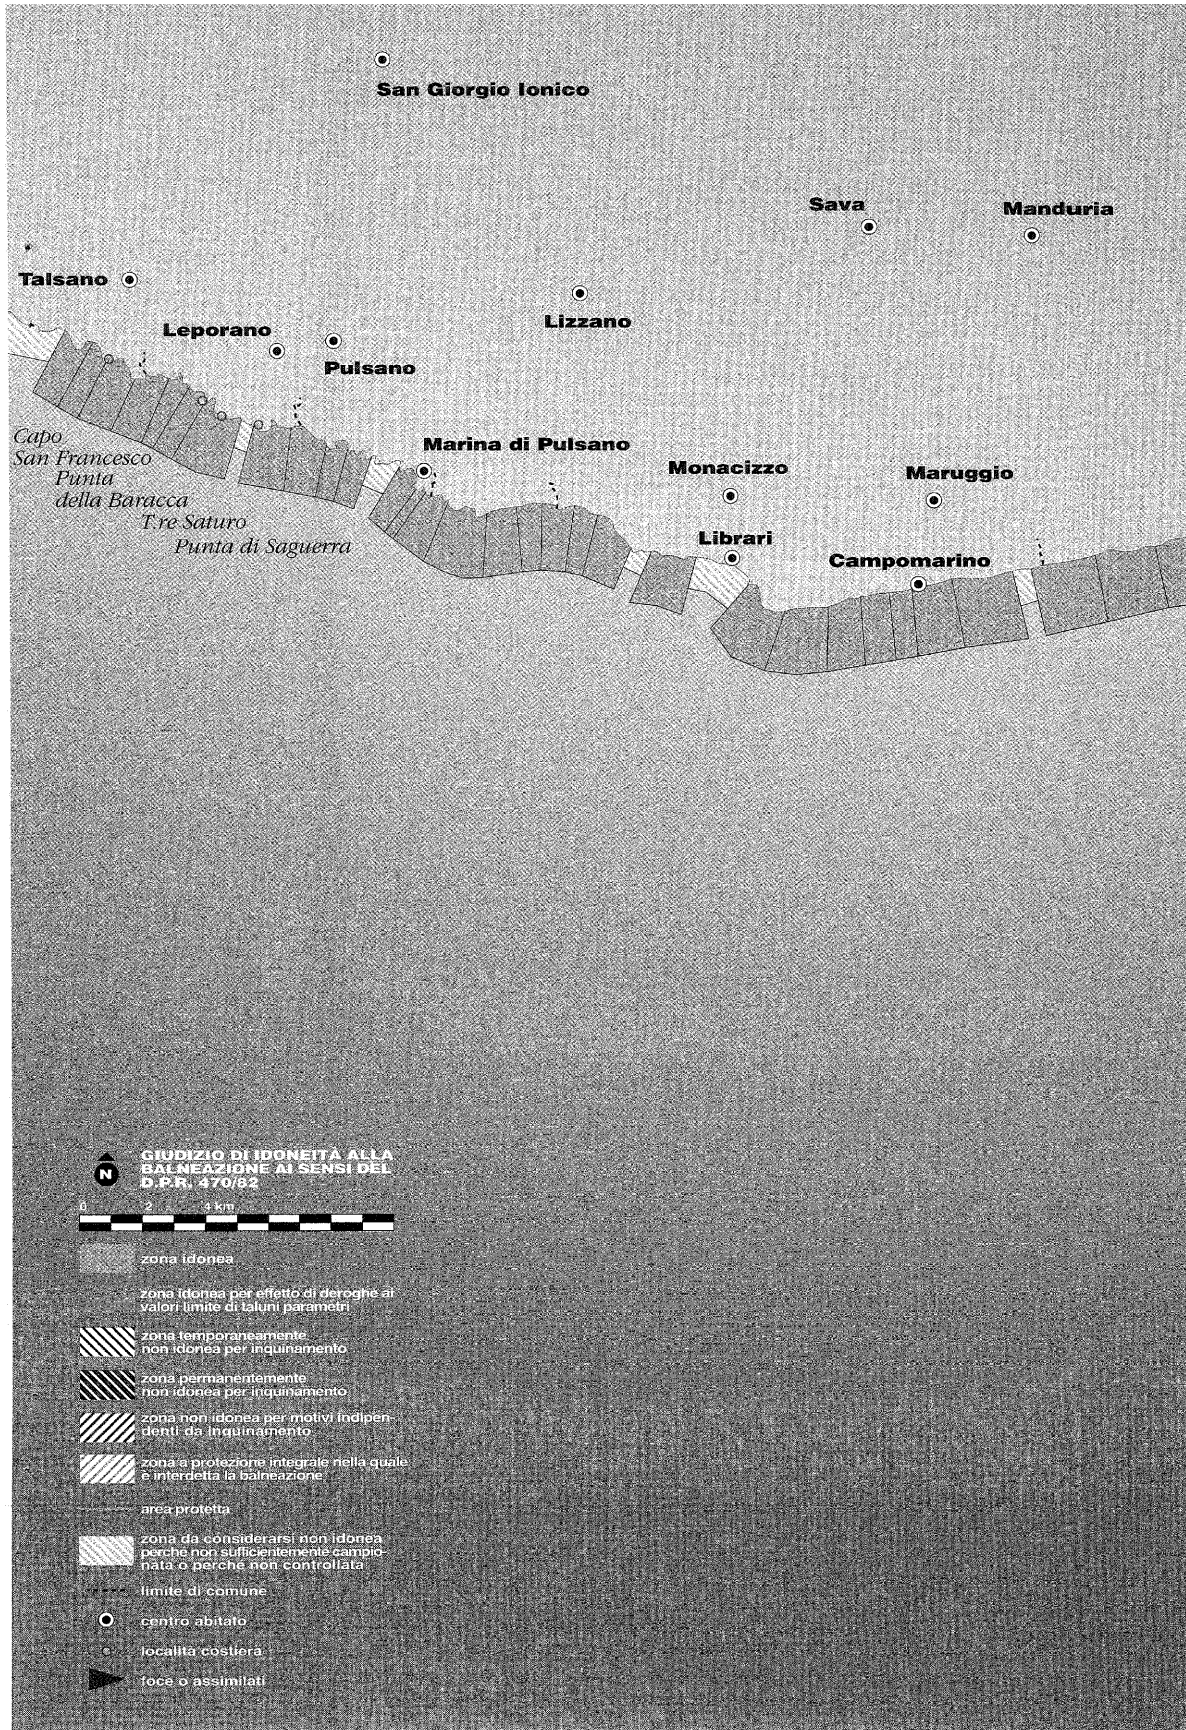 San Giorgio Ionico
Sava
Manduria
Talsano
Lizzano
Leporano
Pulsano
Capo
San Francesco
Punta
della Baracca
T.re Saturo
Punta di Saguerra
Marina di Pulsano
Monacizzo
Maruggio
Librari
Campomarino
N
GIUDIZIO DI IDONEITÀ ALLA
BALNEAZIONE AI SENSI DEL
D.P.R. 470/82
0 2 4 km
zona idonea
zona idonea per effetto di deroghe ai
valori limite di taluni parametri
zona temporaneamente
non idonea per inquinamento
zona permanentemente
non idonea per inquinamento
zona non idonea per motivi indipen-
denti da inquinamento
zona a protezione integrale nella quale
è interdetta la balneazione
area protetta
zona da considerarsi non idonea
perché non sufficientemente campio-
nata o perché non controllata
limite di comune
centro abitato
località costiera
foce o assimilati